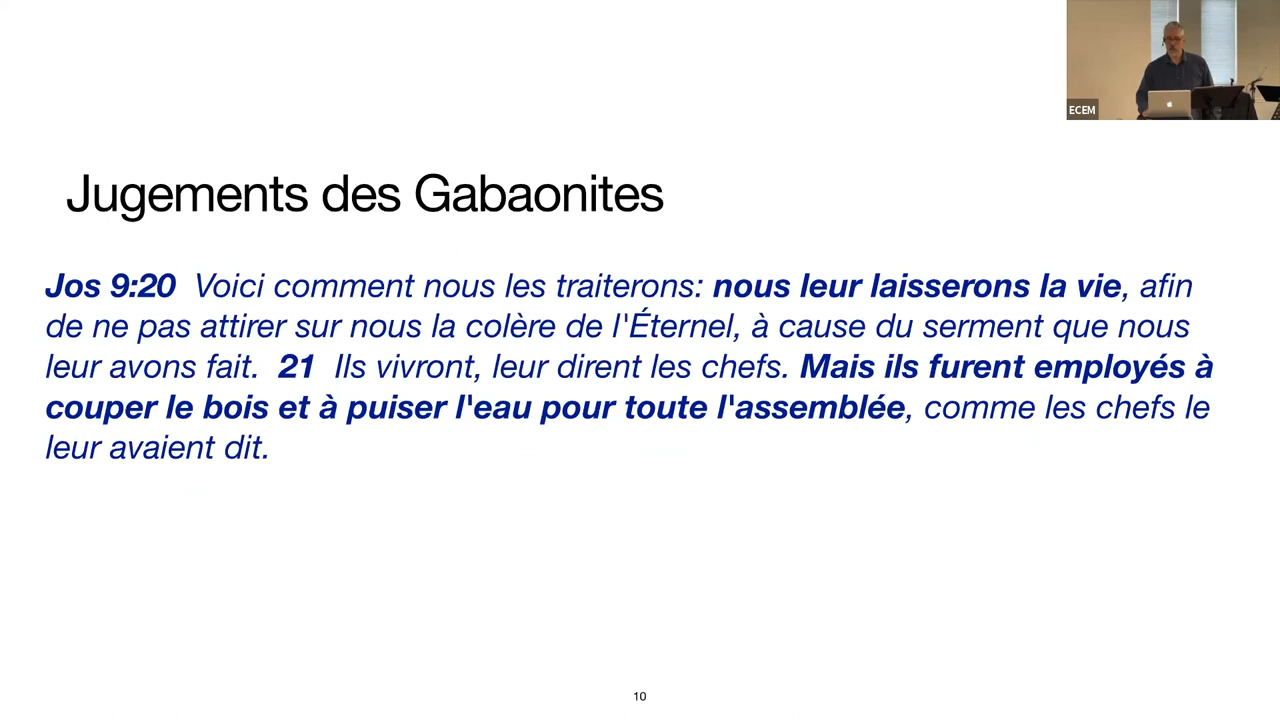 ECEM
Jugements des Gabaonites
Jos 9:20 Voici comment nous les traiterons: nous leur laisserons la vie, afin
de ne pas attirer sur nous la colère de l'Éternel, à cause du serment que nous
leur avons fait. 21 Ils vivront, leur dirent les chefs. Mais ils furent employés à
couper le bois et à puiser l'eau pour toute l'assemblée, comme les chefs le
leur avaient dit.
10